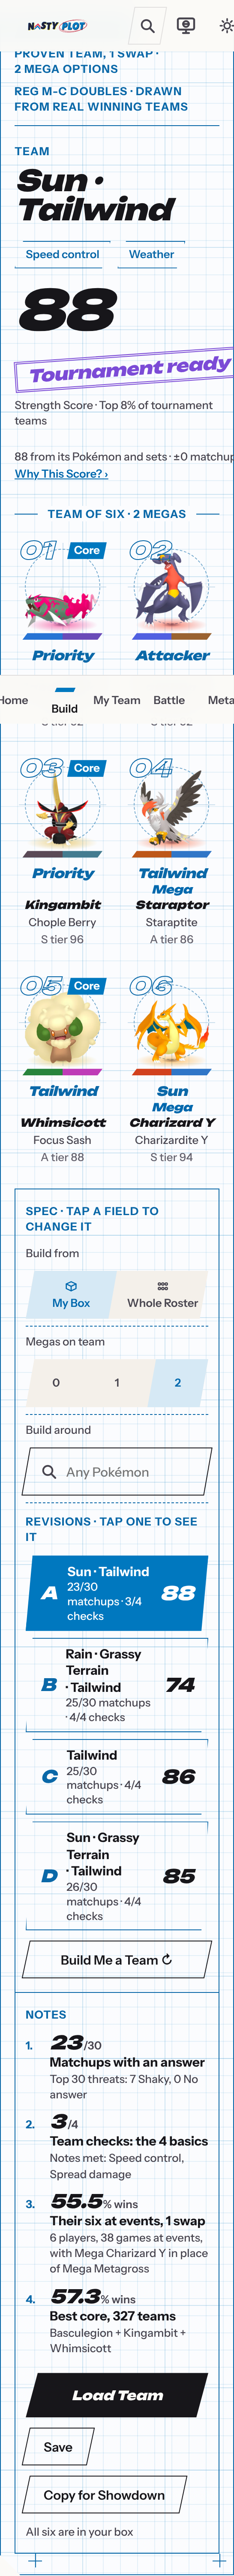 NASTY PLOT
PROVEN TEAM, 1 SWAP ·
2 MEGA OPTIONS
REG M-C DOUBLES · DRAWN
FROM REAL WINNING TEAMS
TEAM
Sun ·
Tailwind
Speed control
Weather
88
Tournament ready
Strength Score · Top 8% of tournament
teams
88 from its Pokémon and sets · ±0 matchup
Why This Score? ›
TEAM OF SIX · 2 MEGAS
01
Core
02
Priority
Attacker
Home
Build
My Team
Battle
Meta
03
Core
04
Priority
Tailwind
Mega
Kingambit
Staraptor
Chople Berry
Staraptite
S tier 96
A tier 86
05
Core
06
Tailwind
Sun
Mega
Whimsicott
Charizard Y
Focus Sash
Charizardite Y
A tier 88
S tier 94
SPEC · TAP A FIELD TO
CHANGE IT
Build from
My Box
Whole Roster
Megas on team
0
1
2
Build around
Any Pokémon
REVISIONS · TAP ONE TO SEE
IT
A
Sun · Tailwind
23/30
matchups · 3/4
checks
88
B
Rain · Grassy
Terrain
· Tailwind
25/30 matchups
· 4/4 checks
74
C
Tailwind
25/30
matchups · 4/4
checks
86
D
Sun · Grassy
Terrain
· Tailwind
26/30
matchups · 4/4
checks
85
Build Me a Team
NOTES
1.
23/30
Matchups with an answer
Top 30 threats: 7 Shaky, 0 No
answer
2.
3/4
Team checks: the 4 basics
Notes met: Speed control,
Spread damage
3.
55.5% wins
Their six at events, 1 swap
6 players, 38 games at events,
with Mega Charizard Y in place
of Mega Metagross
4.
57.3% wins
Best core, 327 teams
Basculegion + Kingambit +
Whimsicott
Load Team
Save
Copy for Showdown
All six are in your box